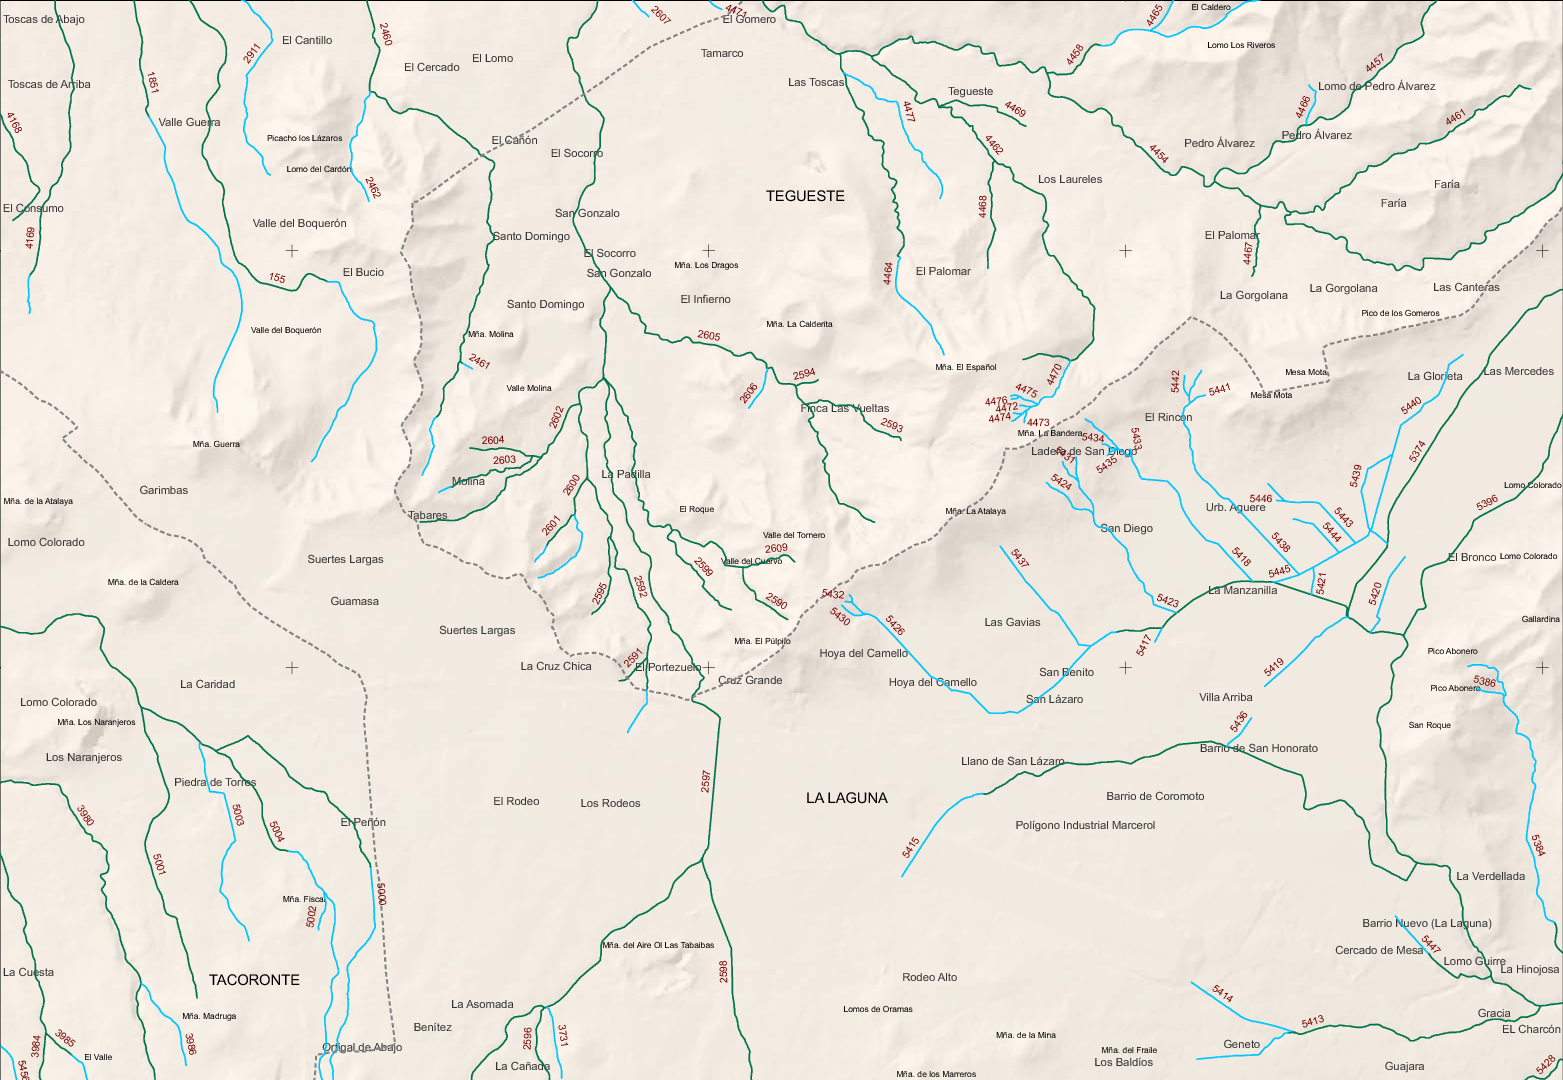 Toscas de Abajo
2460
2607
4471
El Gomero
4465
El Caldero
El Cantillo
2911
El Lomo
El Cercado
Tamarco
4458
Lomo Los Riveros
4457
Toscas de Arriba
1851
Las Toscas
Tegueste
Lomo de Pedro Álvarez
4168
Valle Guerra
4477
4469
4466
4461
Picacho los Lázaros
El Cañón
El Socorro
4462
4454
Pedro Álvarez
Pedro Álvarez
Lomo del Cardón
2462
TEGUESTE
Los Laureles
Faría
Faría
El Consumo
Valle del Boquerón
San Gonzalo
4468
4169
Santo Domingo
El Socorro
El Palomar
4467
155
El Bucio
San Gonzalo
Mña. Los Dragos
4464
El Palomar
Santo Domingo
El Infierno
La Gorgolana
La Gorgolana
Las Canteras
Pico de los Gomeros
Valle del Boquerón
Mña. Molina
2605
Mña. La Calderita
2461
2594
Mña. El Español
4470
Mesa Mota
La Glorieta
Las Mercedes
Valle Molina
2606
4475
5442
5441
Mesa Mota
2602
2602
Finca Las Vueltas
4476
4472
4474
4473
El Rincón
5440
2593
Mña. La Bandera
5434
5433
Mña. Guerra
2604
2603
Ladera de San Diego
5431
5435
5374
Molina
La Padilla
5424
5439
Garimbas
2600
Lomo Colorado
Mña. de la Atalaya
Tabares
2601
El Roque
Mña. La Atalaya
5446
Urb. Aguere
5443
5396
Lomo Colorado
San Diego
5444
Valle del Tornero
2609
5438
Suertes Largas
Valle del Cuervo
5437
5418
El Bronco
Lomo Colorado
Mña. de la Caldera
2599
5445
5421
5420
2595
2592
2590
5432
La Manzanilla
Guamasa
5430
5426
5423
Las Gavias
Gallardina
Suertes Largas
Mña. El Púlpito
5417
2591
Hoya del Camello
Pico Abonero
La Cruz Chica
El Portezuelo
Cruz Grande
Hoya del Camello
San Benito
5419
5386
Pico Abonero
La Caridad
San Lázaro
Villa Arriba
Lomo Colorado
Mña. Los Naranjeros
5436
San Roque
Los Naranjeros
Barrio de San Honorato
Llano de San Lázaro
Piedra de Torres
2597
El Rodeo
Los Rodeos
LA LAGUNA
Barrio de Coromoto
3980
5003
5004
El Peñón
Polígono Industrial Marcerol
5415
5384
5001
La Verdellada
5000
Mña. Fiscal
5002
Barrio Nuevo (La Laguna)
Mña. del Aire Ol Las Tabaibas
5447
Cercado de Mesa
Lomo Guirre
La Cuesta
TACORONTE
2598
Rodeo Alto
La Hinojosa
5414
La Asomada
Lomos de Oramas
Gracia
Mña. Madruga
Benítez
5413
EL Charcón
3984
3985
3986
2596
3731
Mña. de la Mina
Geneto
El Valle
Ortigal de Abajo
Mña. del Fraile
Los Baldíos
La Cañada
Guajara
5428
Mña. de los Marreros